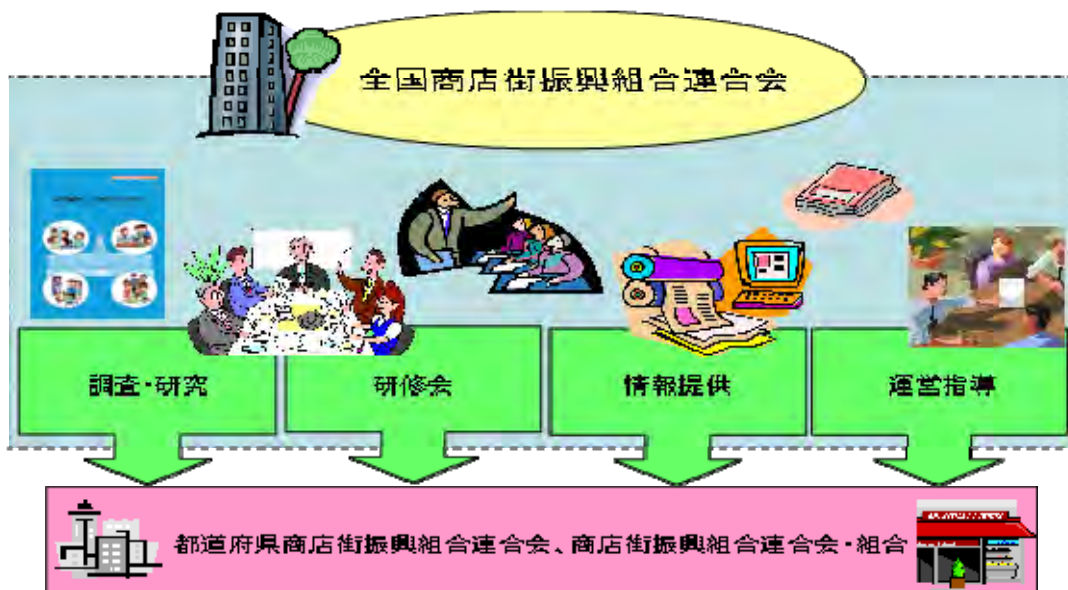 全国商店街振興組合連合会
調査・研究
研修会
情報提供
運営指導
都道府県商店街振興組合連合会、商店街振興組合連合会・組合